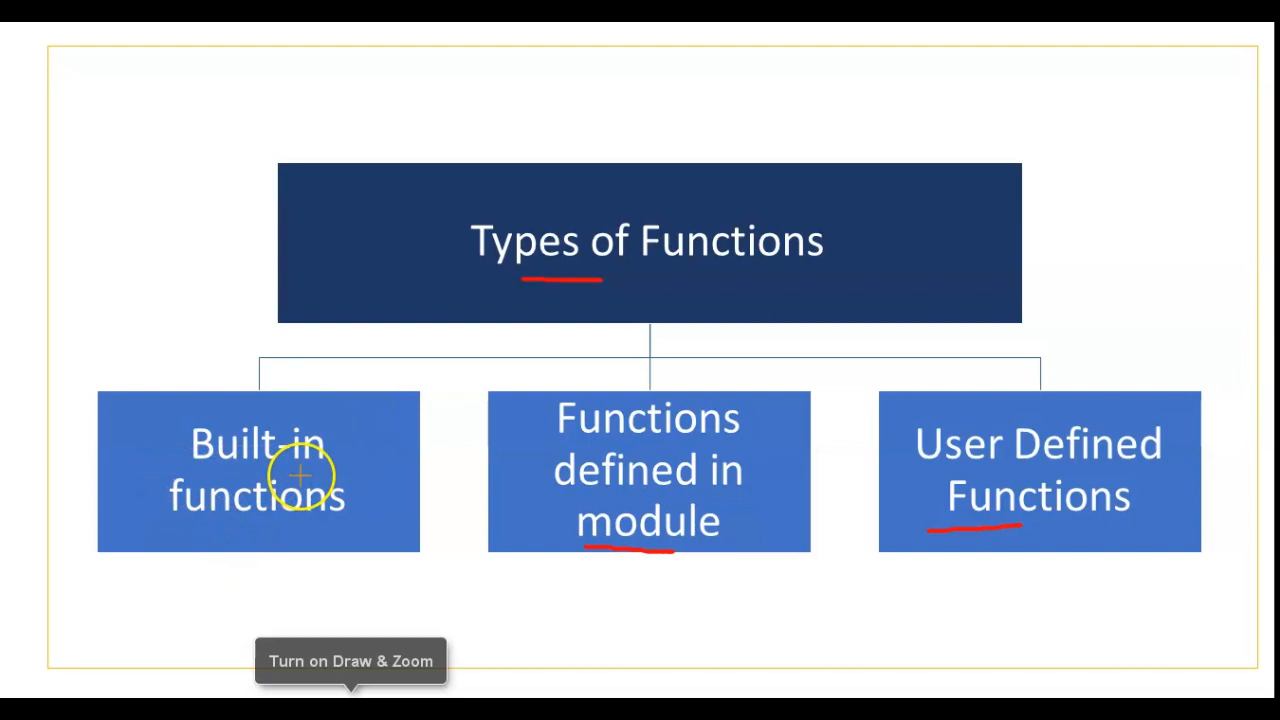 Types of Functions
Built-in
functions
Functions
defined in
module
User Defined
Functions
Turn on Draw & Zoom